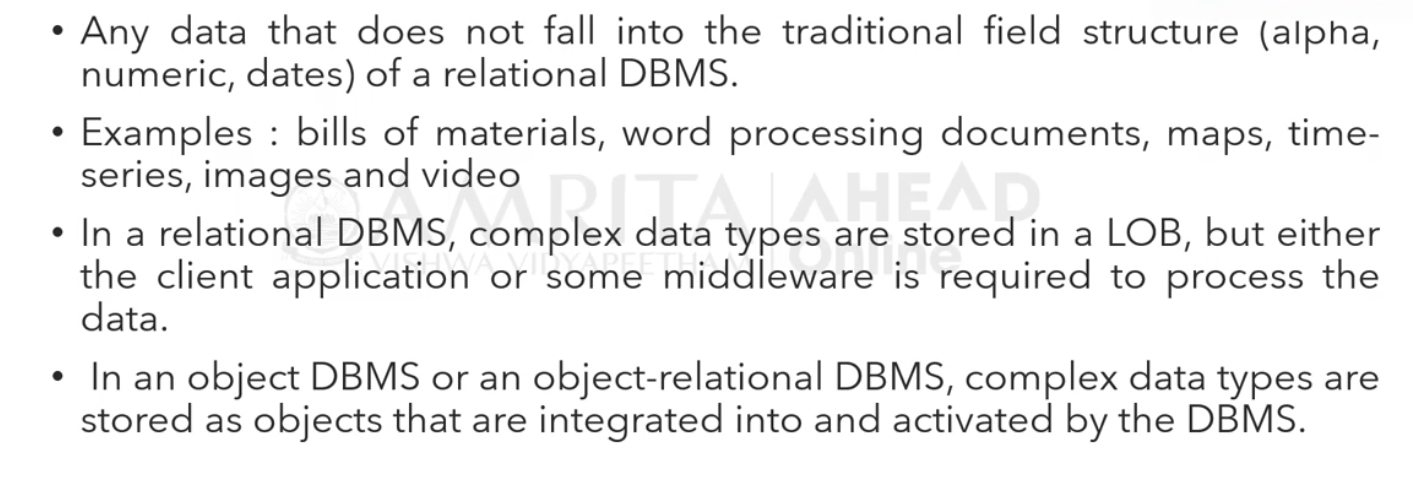 • Any data that does not fall into the traditional field structure (alpha,
numeric, dates) of a relational DBMS.
• Examples : bills of materials, word processing documents, maps, time-
series, images and video
AMRITA AHEAD
• In a relational DBMS, complex data types are stored in a LOB, but either
VISHWA VIDYAPEETHAM Online
the client application or some middleware is required to process the
data.
• In an object DBMS or an object-relational DBMS, complex data types are
stored as objects that are integrated into and activated by the DBMS.